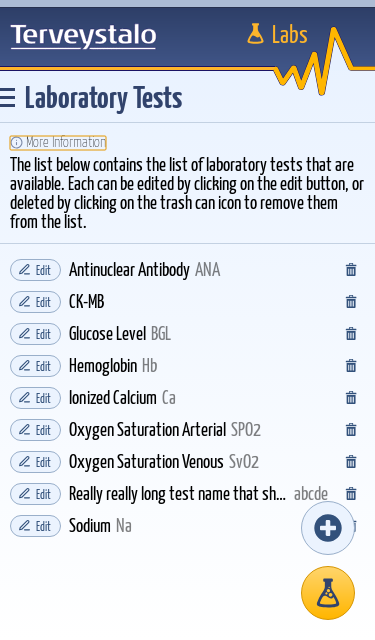 Terveystalo
Labs
Laboratory Tests
More Information
The list below contains the list of laboratory tests that are
available. Each can be edited by clicking on the edit button, or
deleted by clicking on the trash can icon to remove them
from the list.
Edit Antinuclear Antibody ANA
Edit CK-MB
Edit Glucose Level BGL
Edit Hemoglobin Hb
Edit Ionized Calcium Ca
Edit Oxygen Saturation Arterial SPO2
Edit Oxygen Saturation Venous SvO2
Edit Really really long test name that sh... abcde
Edit Sodium Na